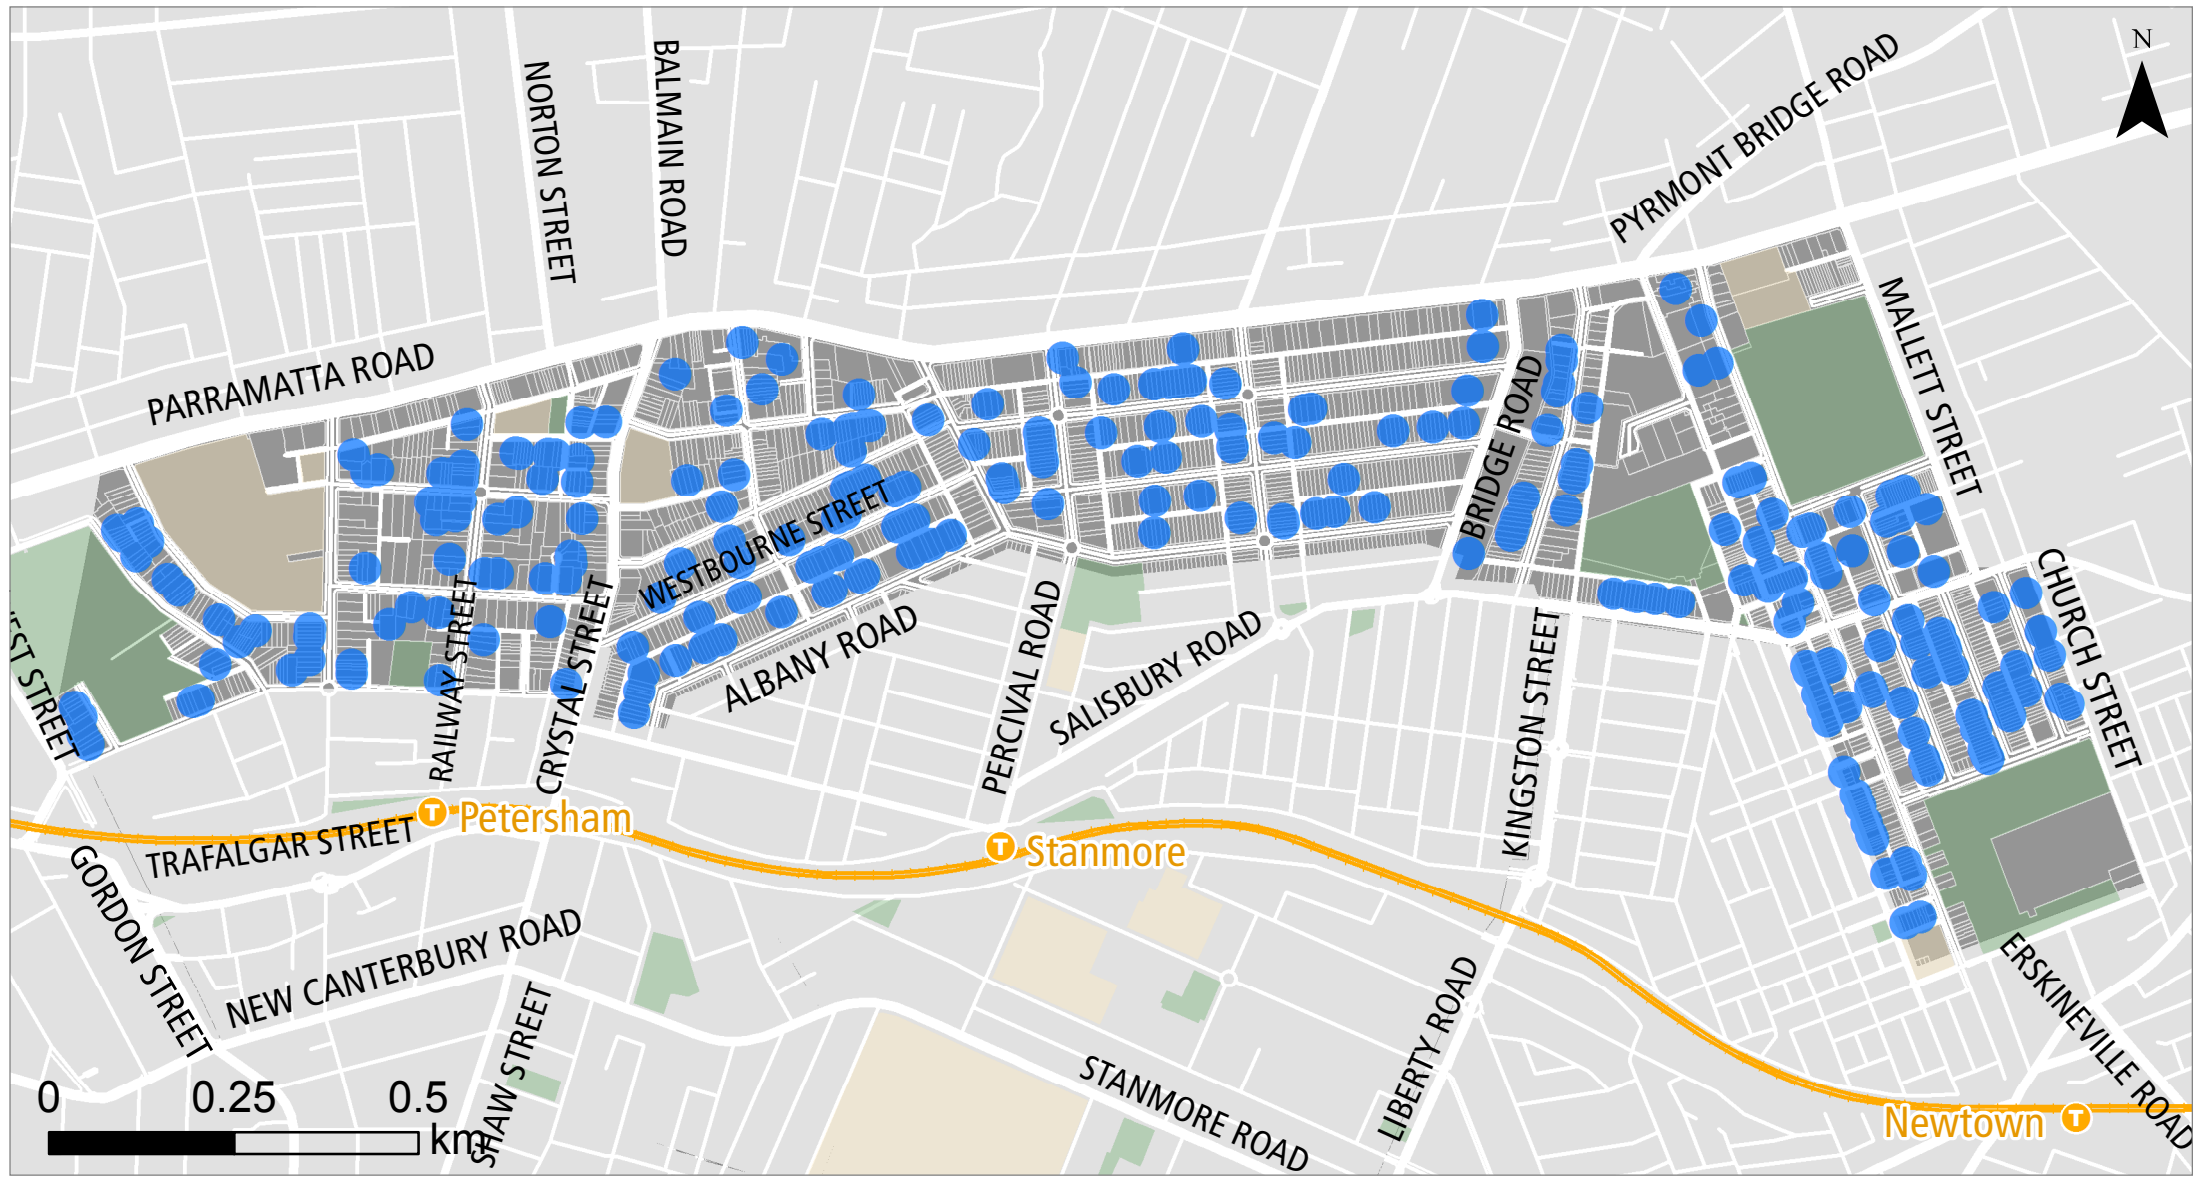 N
NORTON STREET
BALMAIN ROAD
PYRMONT BRIDGE ROAD
PARRAMATTA ROAD
MALLETT STREET
BRIDGE ROAD
WESTBOURNE STREET
CHURCH STREET
EST STREET
RAILWAY STREET
CRYSTAL STREET
ALBANY ROAD
PERCIVAL ROAD
SALISBURY ROAD
KINGSTON STREET
T Petersham
TRAFALGAR STREET
T Stanmore
GORDON STREET
NEW CANTERBURY ROAD
SHAW STREET
LIBERTY ROAD
ERSKINEVILLE ROAD
STANMORE ROAD
Newtown T
0 0.25 0.5
km